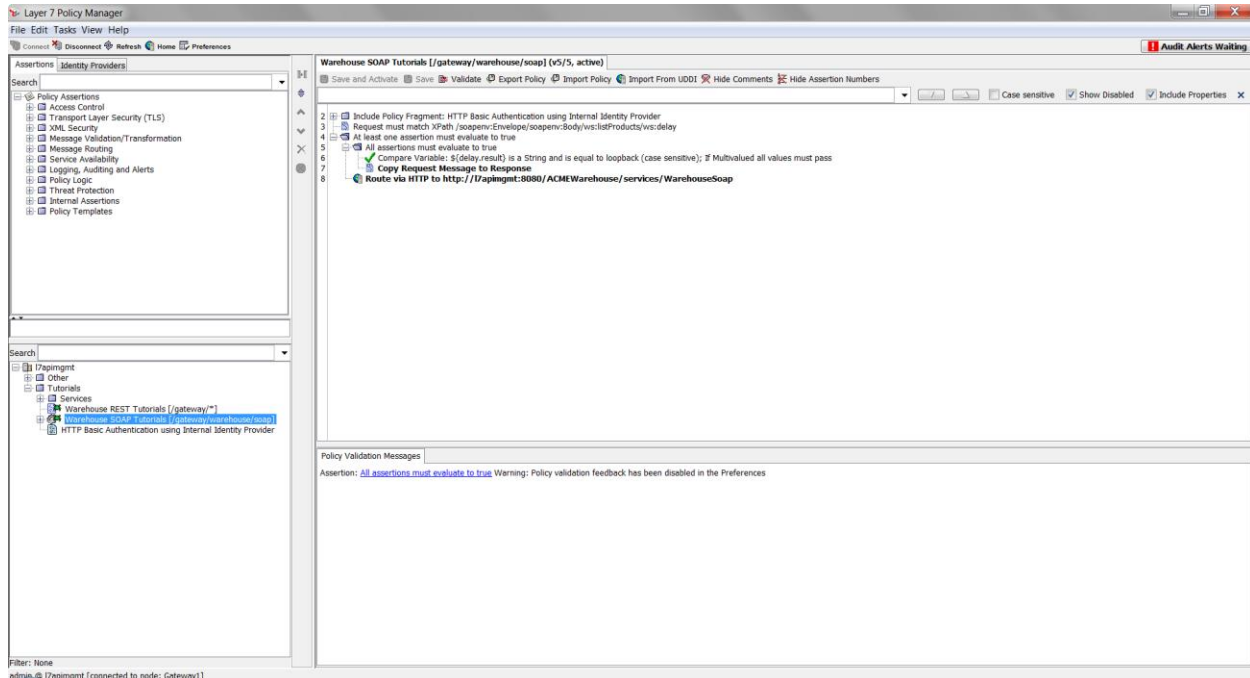 Layer 7 Policy Manager
File Edit Tasks View Help
Connect Disconnect Refresh Home Preferences
Audit Alerts Waiting
Assertions Identity Providers
Search
Policy Assertions
Access Control
Transport Layer Security (TLS)
XML Security
Message Validation/Transformation
Message Routing
Service Availability
Logging, Auditing and Alerts
Policy Logic
Threat Protection
Internal Assertions
Policy Templates
Search
l7apimgmt
Other
Tutorials
Services
Warehouse REST Tutorials [/gateway/*]
Warehouse SOAP Tutorials [/gateway/warehouse/soap]
HTTP Basic Authentication using Internal Identity Provider
Filter: None
admin @ l7apimgmt [connected to node: Gateway1]
Warehouse SOAP Tutorials [/gateway/warehouse/soap] (v5/5, active)
Save and Activate Save Validate Export Policy Import Policy Import From UDDI Hide Comments Hide Assertion Numbers
Case sensitive Show Disabled Include Properties
2 Include Policy Fragment: HTTP Basic Authentication using Internal Identity Provider
3 Request must match XPath /soapenv:Envelope/soapenv:Body/ws:listProducts/ws:delay
4 At least one assertion must evaluate to true
5 All assertions must evaluate to true
6 Compare Variable: ${delay.result} is a String and is equal to loopback (case sensitive); If Multivalued all values must pass
7 Copy Request Message to Response
8 Route via HTTP to http://l7apimgmt:8080/ACMEWarehouse/services/WarehouseSoap
Policy Validation Messages
Assertion: All assertions must evaluate to true Warning: Policy validation feedback has been disabled in the Preferences